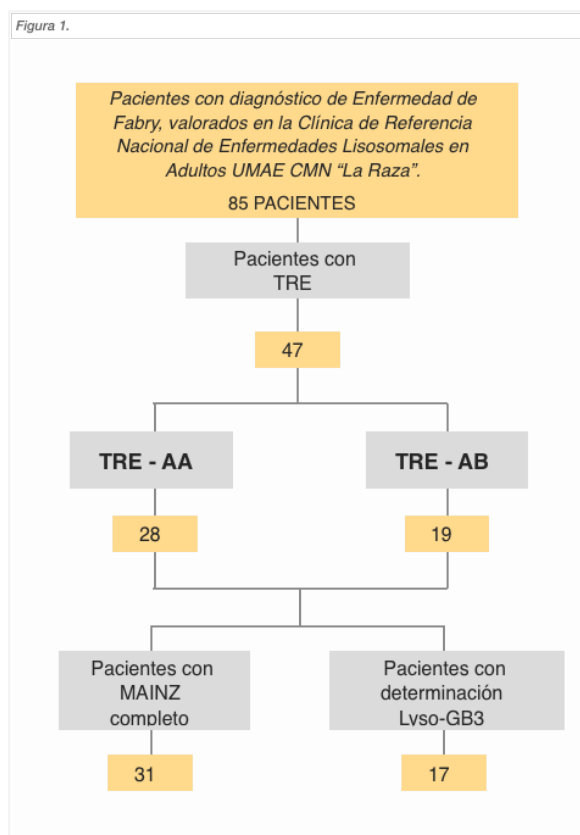 Figura 1.
Pacientes con diagnóstico de Enfermedad de
Fabry, valorados en la Clínica de Referencia
Nacional de Enfermedades Lisosomales en
Adultos UMAE CMN “La Raza”.
85 PACIENTES
Pacientes con
TRE
47
TRE - AA
TRE - AB
28
19
Pacientes con
MAINZ
completo
Pacientes con
determinación
Lvso-GB3
31
17